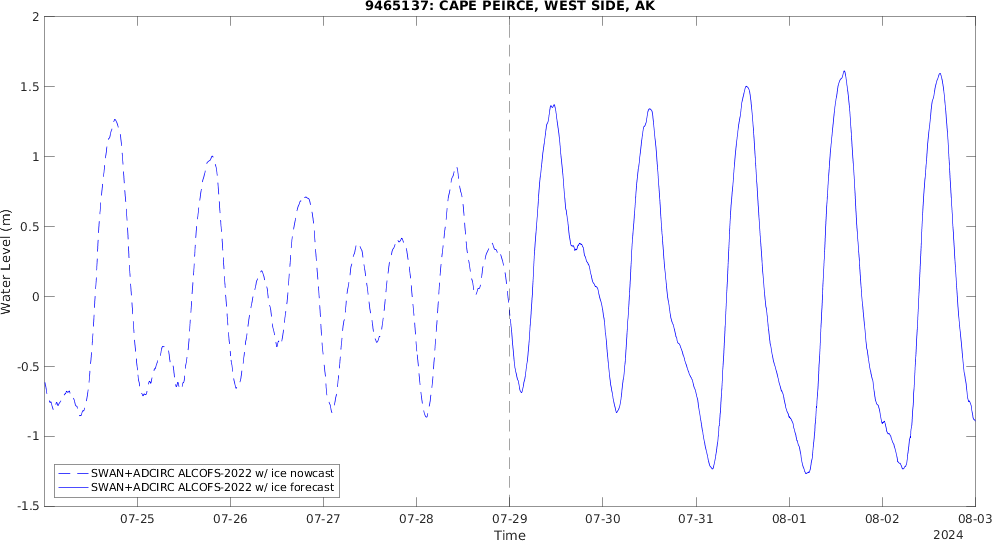 9465137: CAPE PEIRCE, WEST SIDE, AK
Water Level (m)
2
1.5
1
0.5
0
-0.5
-1
-1.5
SWAN+ADCIRC ALCOFS-2022 w/ ice nowcast
SWAN+ADCIRC ALCOFS-2022 w/ ice forecast
07-25 07-26 07-27 07-28 07-29 07-30 07-31 08-01 08-02 08-03
Time
2024